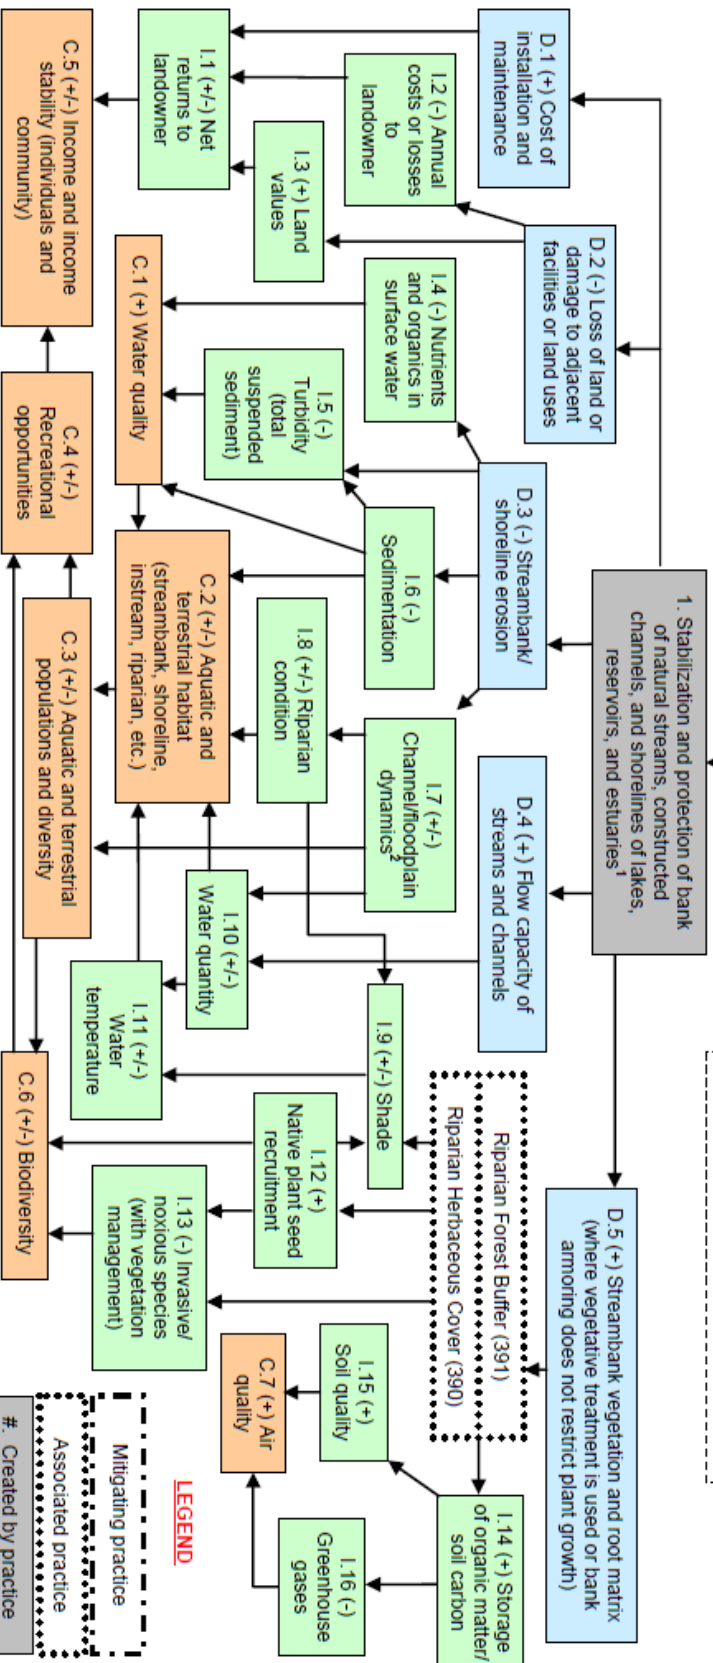 1. Stabilization and protection of bank
of natural streams, constructed
channels, and shorelines of lakes,
reservoirs, and estuaries¹
D.1 (+) Cost of
installation and
maintenance
D.2 (-) Loss of land or
damage to adjacent
facilities or land uses
D.3 (-) Streambank/
shoreline erosion
D.4 (+) Flow capacity of
streams and channels
D.5 (+) Streambank vegetation and root matrix
(where vegetative treatment is used or bank
armoring does not restrict plant growth)
I.2 (-) Annual
costs or losses
to
landowner
I.1 (+/-) Net
returns to
landowner
I.3 (+) Land
values
I.4 (-) Nutrients
and organics in
surface water
I.5 (-)
Turbidity
(total
suspended
sediment)
I.6 (-)
Sedimentation
I.7 (+/-)
Channel/floodplain
dynamics²
I.8 (+/-) Riparian
condition
I.10 (+/-)
Water quantity
I.9 (+/-) Shade
I.11 (+/-)
Water
temperature
Riparian Forest Buffer (391)
Riparian Herbaceous Cover (390)
I.12 (+)
Native plant seed
recruitment
I.13 (-) Invasive/
noxious species
(with vegetation
management)
I.14 (+) Storage
of organic matter/
soil carbon
I.15 (+)
Soil quality
I.16 (-)
Greenhouse
gases
C.7 (+) Air
quality
C.1 (+) Water quality
C.2 (+/-) Aquatic and
terrestrial habitat
(streambank, shoreline,
instream, riparian, etc.)
C.5 (+/-) Income and income
stability (individuals and
community)
C.4 (+/-)
Recreational
opportunities
C.3 (+/-) Aquatic and terrestrial
populations and diversity
C.6 (+/-) Biodiversity
LEGEND
Mitigating practice
Associated practice
#. Created by practice